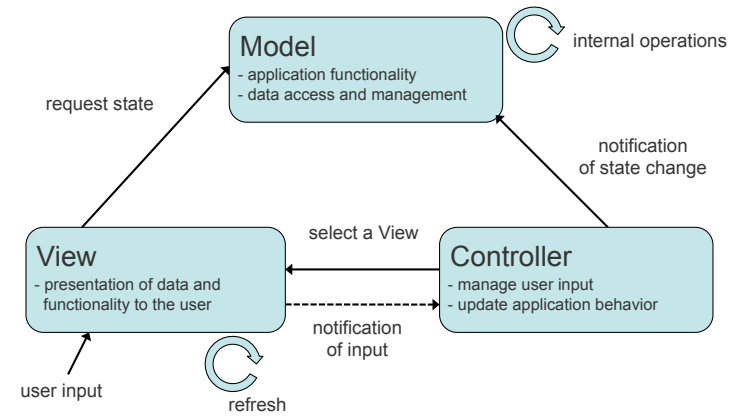 Model
- application functionality
- data access and management
internal operations
request state
notification
of state change
View
- presentation of data and
functionality to the user
select a View
Controller
- manage user input
- update application behavior
notification
of input
user input
refresh